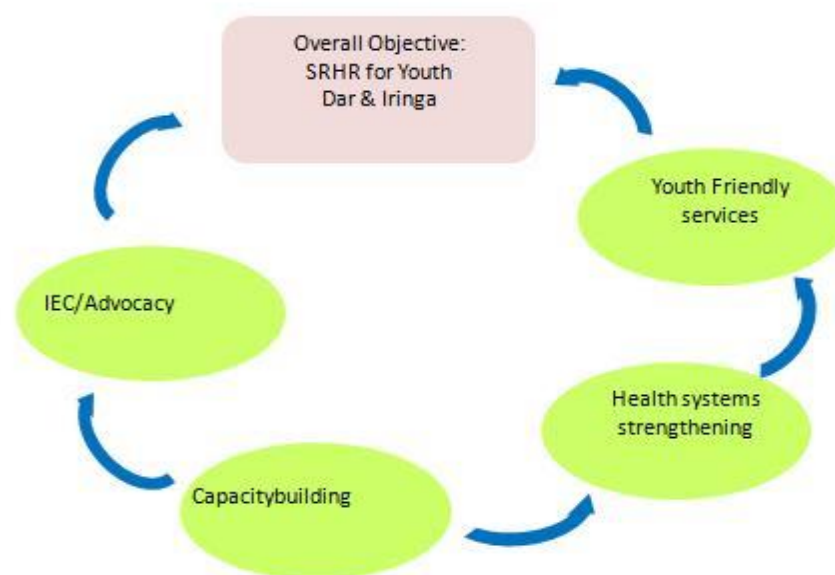 Overall Objective:
SRHR for Youth
Dar & Iringa
Youth Friendly
services
IEC/Advocacy
Health systems
strengthening
Capacitybuilding